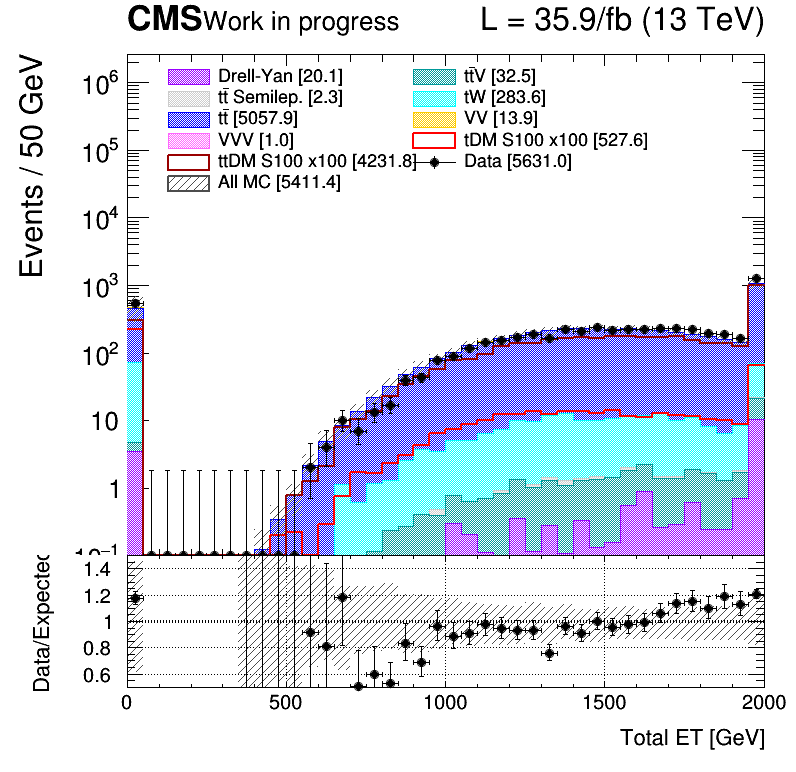 CMS Work in progress L = 35.9/fb (13 TeV)
Events / 50 GeV
Drell-Yan [20.1] tt̄V [32.5]
tt̄ Semilep. [2.3] tW [283.6]
tt̄ [5057.9] VV [13.9]
VVV [1.0] tDM S100 x100 [527.6]
ttDM S100 x100 [4231.8] Data [5631.0]
All MC [5411.4]
10⁶
10⁵
10⁴
10³
10²
10
1
10⁻¹
Data/Expected
1.4
1.2
1
0.8
0.6
0 500 1000 1500 2000
Total ET [GeV]